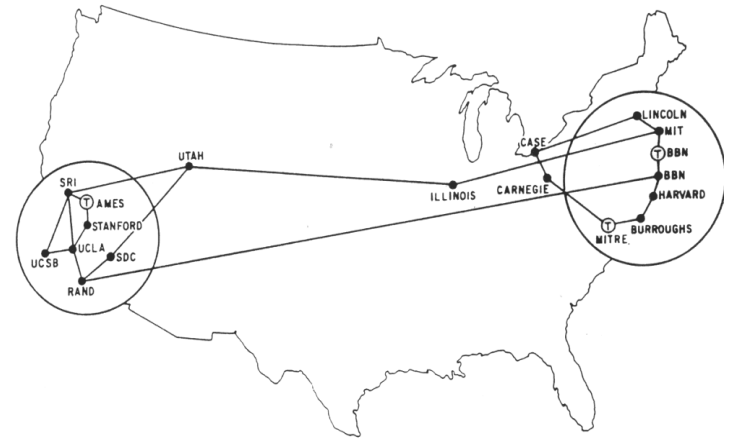 LINCOLN
MIT
CASE
T BBN
UTAH
BBN
SRI
CARNEGIE
ILLINOIS
HARVARD
T AMES
STANFORD
BURROUGHS
T
MITRE
UCLA
SDC
UCSB
RAND